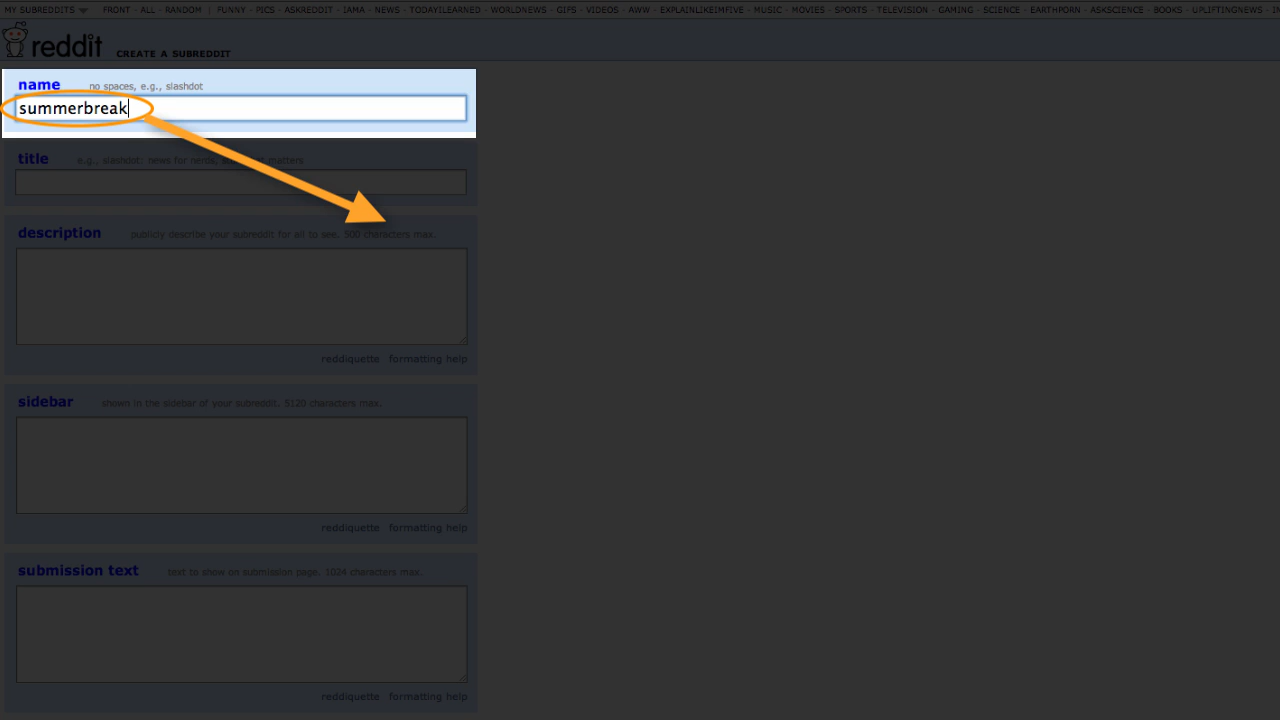 MY SUBREDDITS FRONT - ALL - RANDOM | FUNNY - PICS - ASKREDDIT - IAMA - NEWS - TODAYILEARNED - WORLDNEWS - GIFS - VIDEOS - AWW - EXPLAINLIKEIMFIVE - MUSIC - MOVIES - SPORTS - TELEVISION - GAMING - SCIENCE - EARTHPORN - ASKSCIENCE - BOOKS - UPLIFTINGNEWS
reddit CREATE A SUBREDDIT
name no spaces, e.g., slashdot
summerbreak
title e.g., slashdot: news for nerds, matters
description publicly describe your subreddit for all to see. 500 characters max.
reddiquette formatting help
sidebar shown in the sidebar of your subreddit. 5120 characters max.
reddiquette formatting help
submission text text to show on submission page. 1024 characters max.
reddiquette formatting help